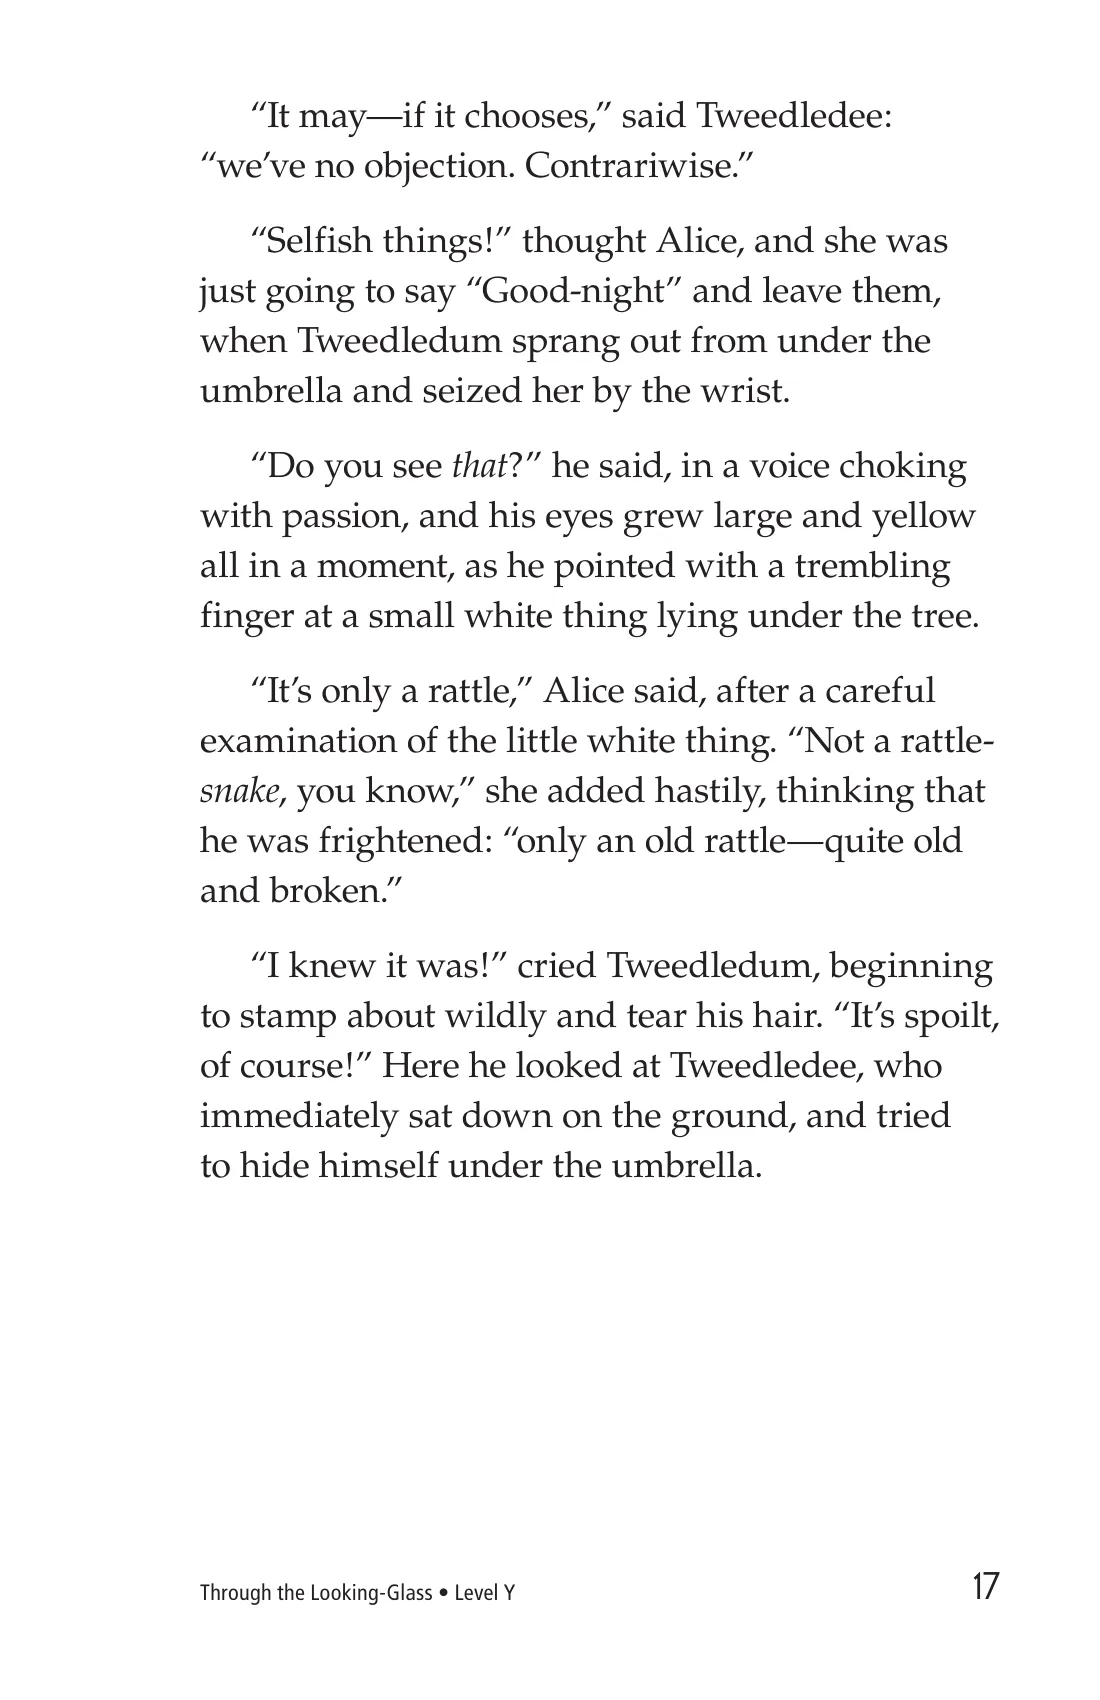 “It may—if it chooses,” said Tweedledee:
“we’ve no objection. Contrariwise.”
“Selfish things!” thought Alice, and she was
just going to say “Good-night” and leave them,
when Tweedledum sprang out from under the
umbrella and seized her by the wrist.
“Do you see that?” he said, in a voice choking
with passion, and his eyes grew large and yellow
all in a moment, as he pointed with a trembling
finger at a small white thing lying under the tree.
“It’s only a rattle,” Alice said, after a careful
examination of the little white thing. “Not a rattle-
snake, you know,” she added hastily, thinking that
he was frightened: “only an old rattle—quite old
and broken.”
“I knew it was!” cried Tweedledum, beginning
to stamp about wildly and tear his hair. “It’s spoilt,
of course!” Here he looked at Tweedledee, who
immediately sat down on the ground, and tried
to hide himself under the umbrella.
Through the Looking-Glass • Level Y 17